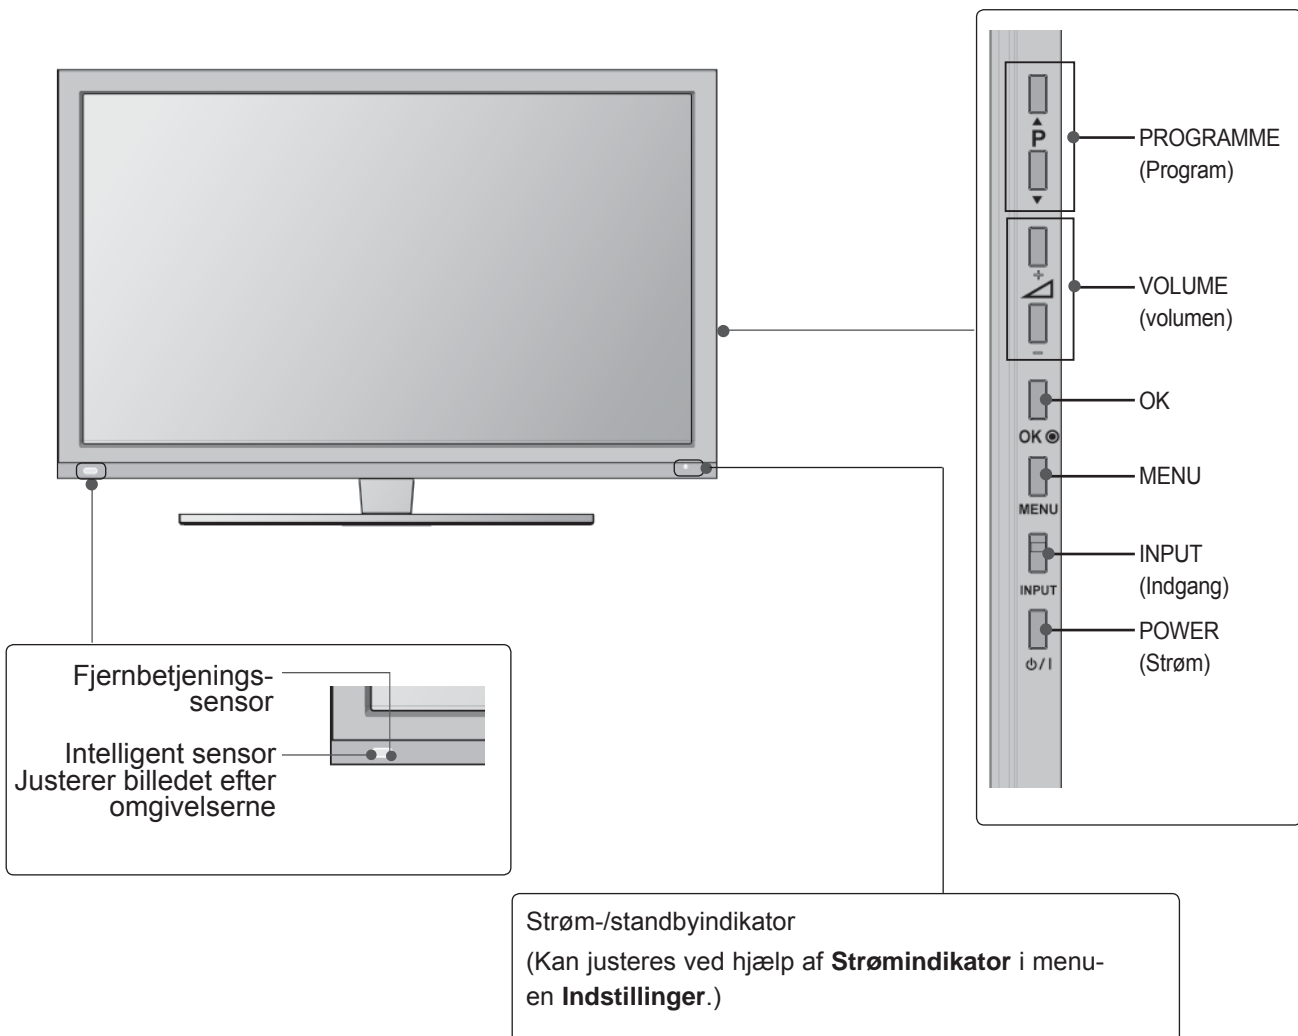 P
PROGRAMME
(Program)
+
VOLUME
(volumen)
-
OK
OK
MENU
MENU
INPUT
(Indgang)
INPUT
POWER
(Strøm)
⏻/I
Fjernbetjenings-
sensor
Intelligent sensor
Justerer billedet efter
omgivelserne
Strøm-/standbyindikator
(Kan justeres ved hjælp af Strømindikator i menu-
en Indstillinger.)